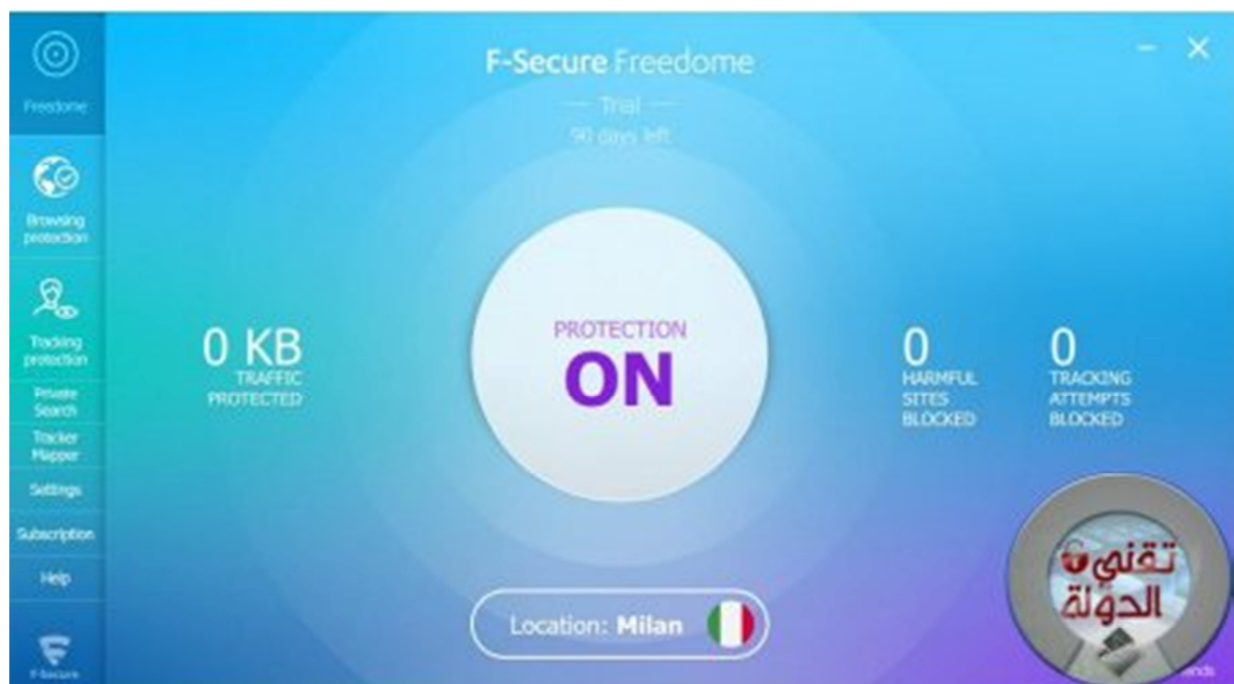 F-Secure Freedome
Trial
90 days left
Freedome
Browsing
protection
Tracking
protection
Private
Search
Tracker
Mapper
Settings
Subscription
Help
F-Secure
0 KB
TRAFFIC
PROTECTED
PROTECTION
ON
0
HARMFUL
SITES
BLOCKED
0
TRACKING
ATTEMPTS
BLOCKED
Location: Milan
تقني
الدولة